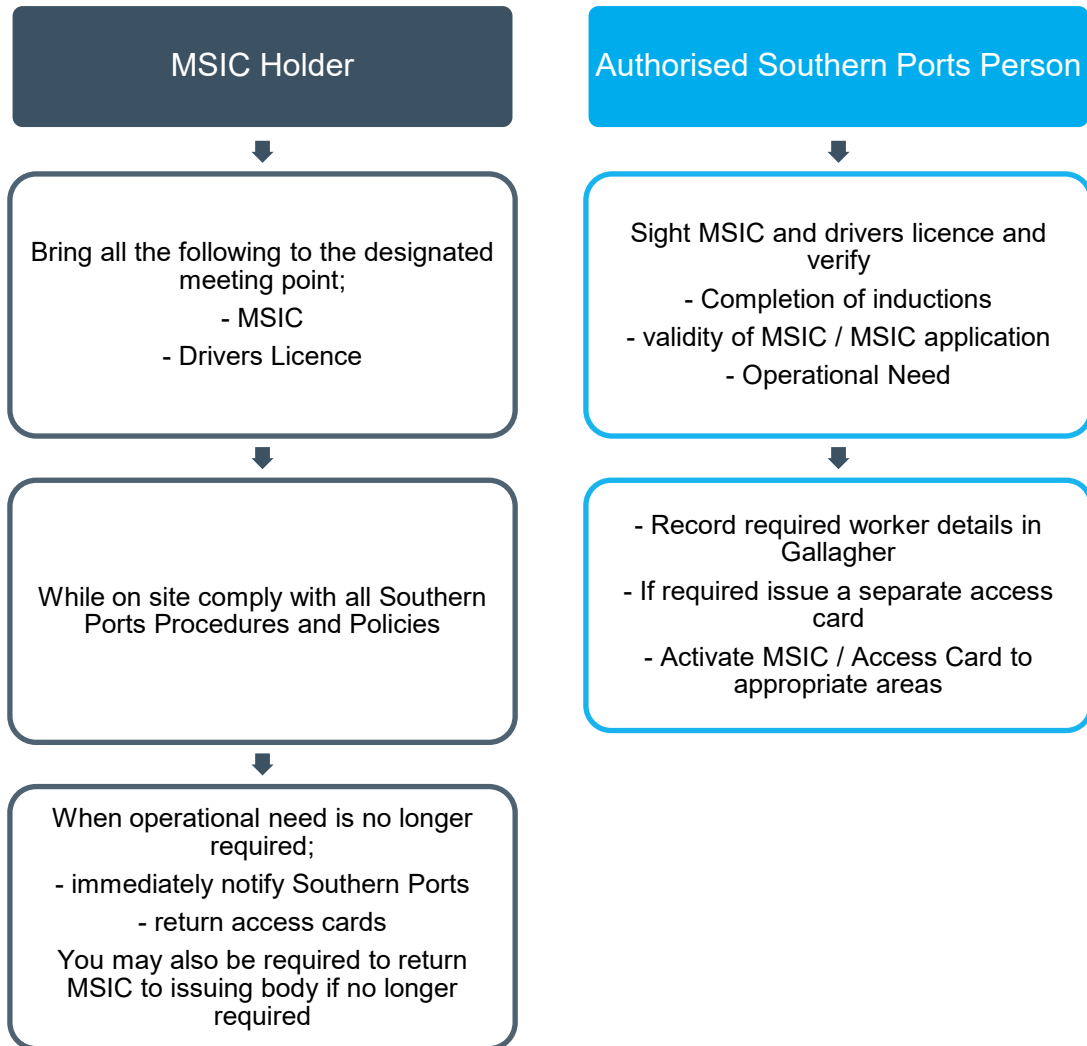 MSIC Holder
Bring all the following to the designated
meeting point;
- MSIC
- Drivers Licence
While on site comply with all Southern
Ports Procedures and Policies
When operational need is no longer
required;
- immediately notify Southern Ports
- return access cards
You may also be required to return
MSIC to issuing body if no longer
required
Authorised Southern Ports Person
Sight MSIC and drivers licence and
verify
- Completion of inductions
- validity of MSIC / MSIC application
- Operational Need
- Record required worker details in
Gallagher
- If required issue a separate access
card
- Activate MSIC / Access Card to
appropriate areas